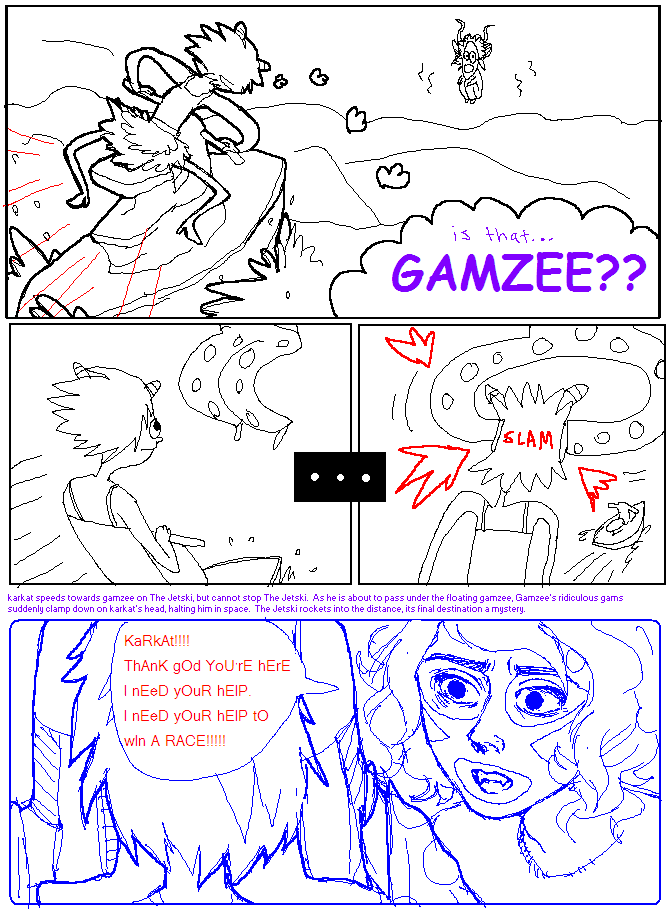 is that...
GAMZEE??
...
SLAM
karkat speeds towards gamzee on The Jetski, but cannot stop The Jetski. As he is about to pass under the floating gamzee, Gamzee's ridiculous gams
suddenly clamp down on karkat's head, halting him in space. The Jetski rockets into the distance, its final destination a mystery.
KaRkAt!!!!
ThAnK gOd YoU'rE hErE
I nEeD yOuR hElP.
I nEeD yOuR hElP tO
wIn A RACE!!!!!